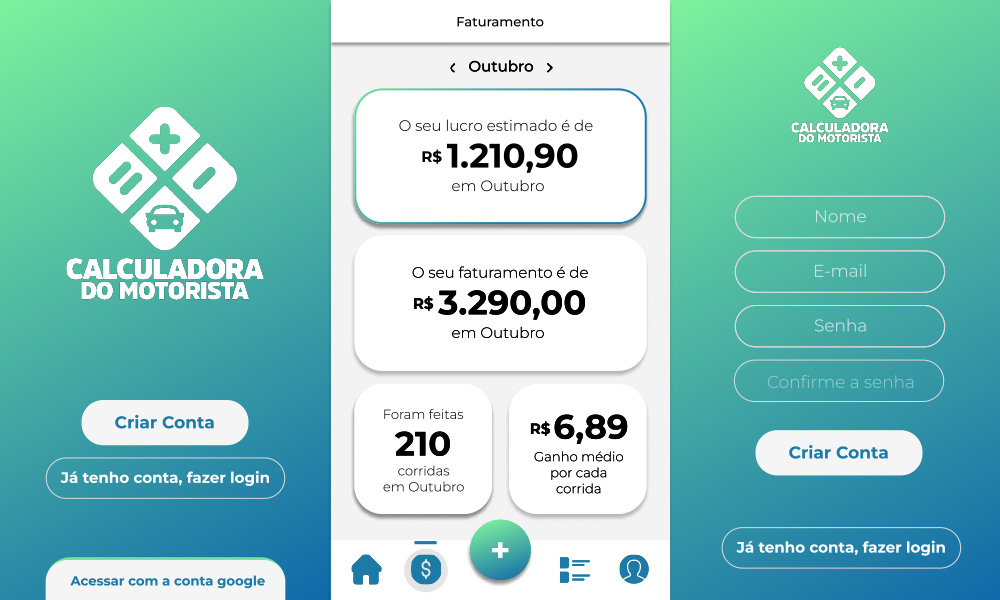 CALCULADORA
DO MOTORISTA
Criar Conta
Já tenho conta, fazer login
Acessar com a conta google
Faturamento
‹ Outubro ›
O seu lucro estimado é de
R$ 1.210,90
em Outubro
O seu faturamento é de
R$ 3.290,00
em Outubro
Foram feitas
210
corridas
em Outubro
R$ 6,89
Ganho médio
por cada
corrida
$
+
CALCULADORA
DO MOTORISTA
Nome
E-mail
Senha
Confirme a senha
Criar Conta
Já tenho conta, fazer login